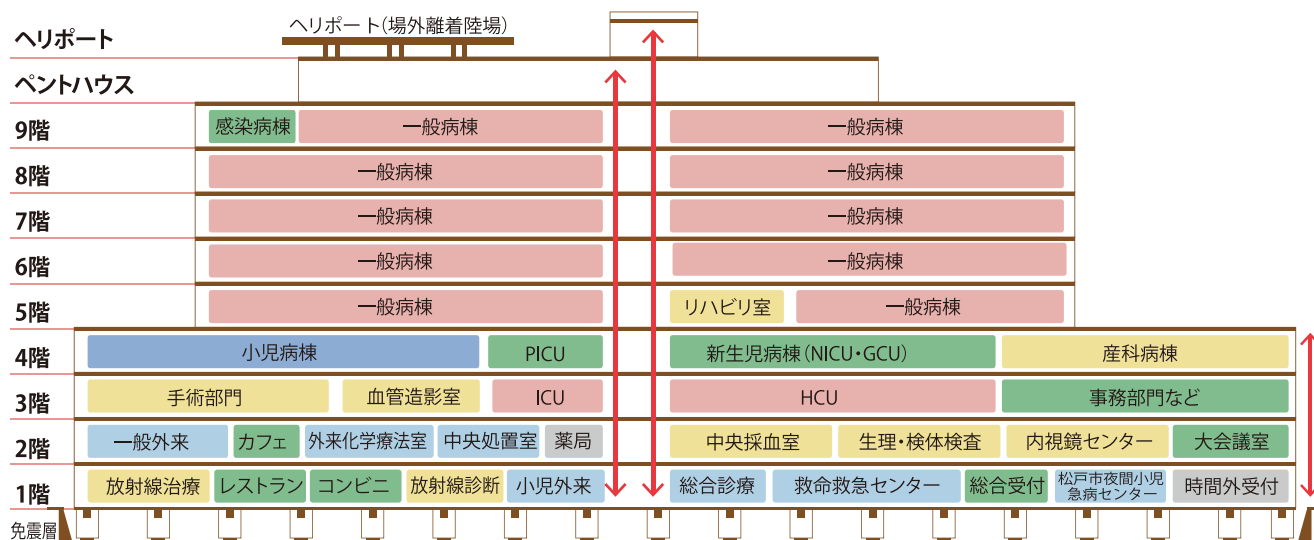 ヘリポート
ヘリポート(場外離着陸場)
ペントハウス
9階
感染病棟
一般病棟
一般病棟
8階
一般病棟
一般病棟
7階
一般病棟
一般病棟
6階
一般病棟
一般病棟
5階
一般病棟
リハビリ室
一般病棟
4階
小児病棟
PICU
新生児病棟(NICU・GCU)
産科病棟
3階
手術部門
血管造影室
ICU
HCU
事務部門など
2階
一般外来
カフェ
外来化学療法室
中央処置室
薬局
中央採血室
生理・検体検査
内視鏡センター
大会議室
1階
放射線治療
レストラン
コンビニ
放射線診断
小児外来
総合診療
救命救急センター
総合受付
松戸市夜間小児
急病センター
時間外受付
免震層